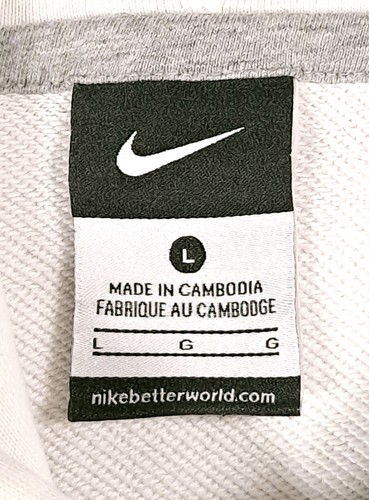 L
MADE IN CAMBODIA
FABRIQUE AU CAMBODGE
L G G
nikebetterworld.com